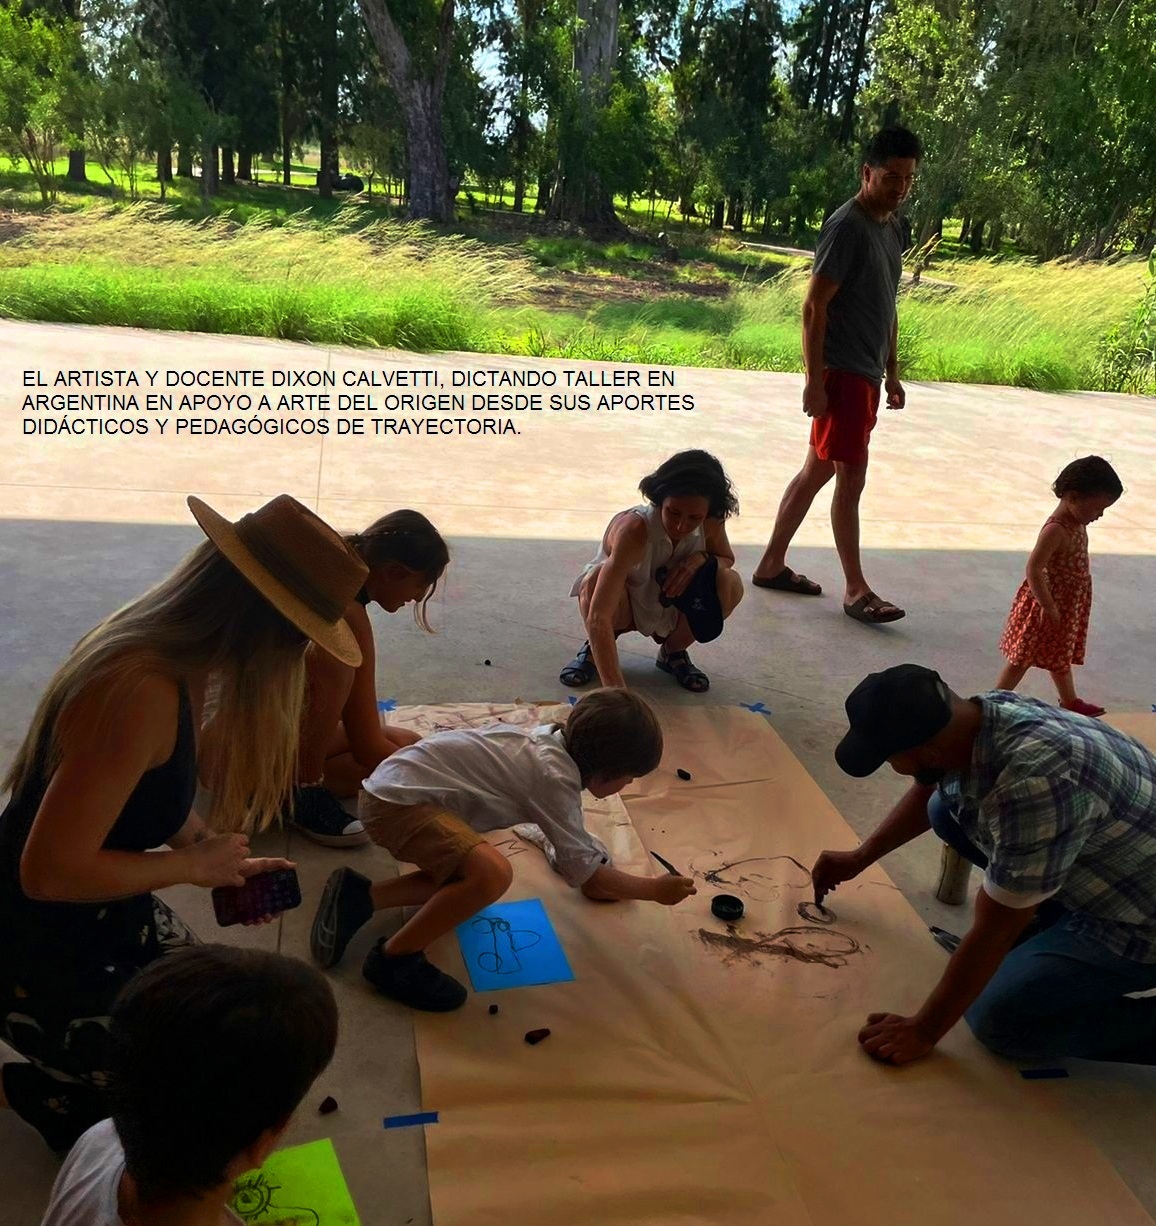 EL ARTISTA Y DOCENTE DIXON CALVETTI, DICTANDO TALLER EN
ARGENTINA EN APOYO A ARTE DEL ORIGEN DESDE SUS APORTES
DIDÁCTICOS Y PEDAGÓGICOS DE TRAYECTORIA.